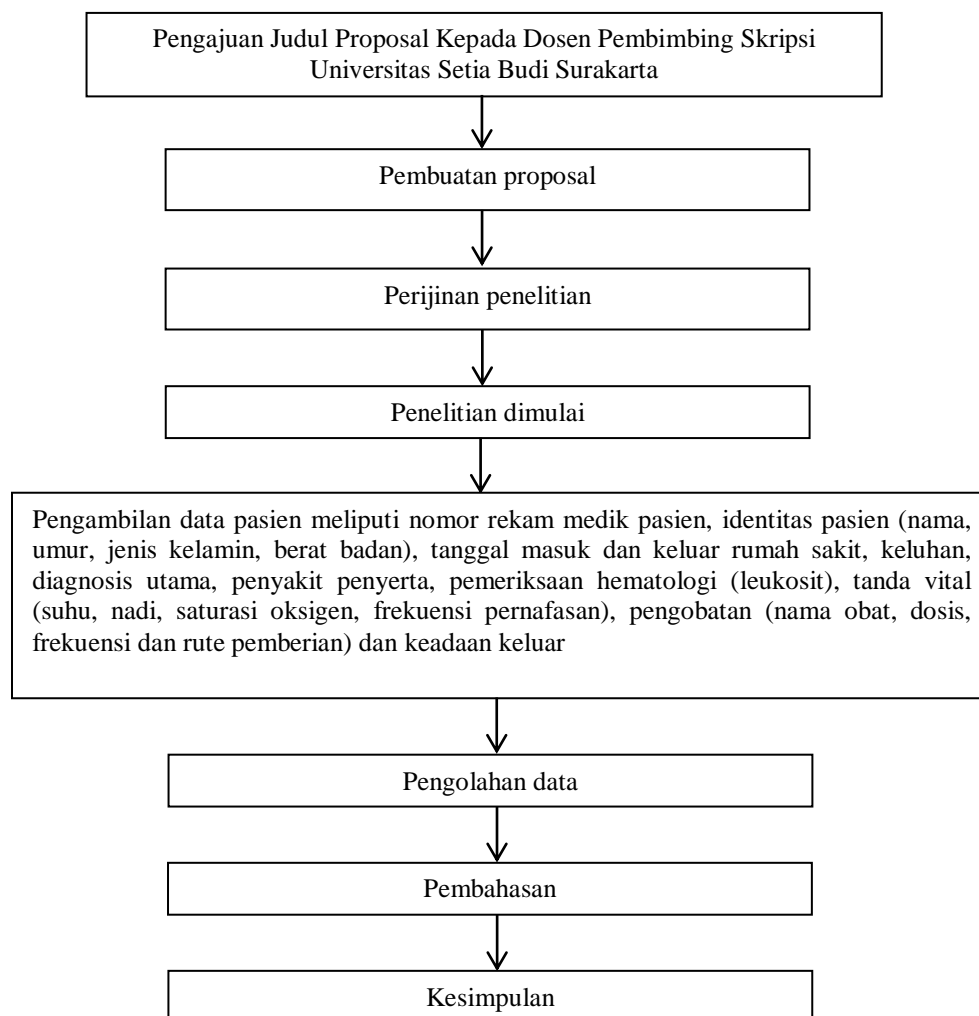 Pengajuan Judul Proposal Kepada Dosen Pembimbing Skripsi
Universitas Setia Budi Surakarta
Pembuatan proposal
Perijinan penelitian
Penelitian dimulai
Pengambilan data pasien meliputi nomor rekam medik pasien, identitas pasien (nama,
umur, jenis kelamin, berat badan), tanggal masuk dan keluar rumah sakit, keluhan,
diagnosis utama, penyakit penyerta, pemeriksaan hematologi (leukosit), tanda vital
(suhu, nadi, saturasi oksigen, frekuensi pernafasan), pengobatan (nama obat, dosis,
frekuensi dan rute pemberian) dan keadaan keluar
Pengolahan data
Pembahasan
Kesimpulan